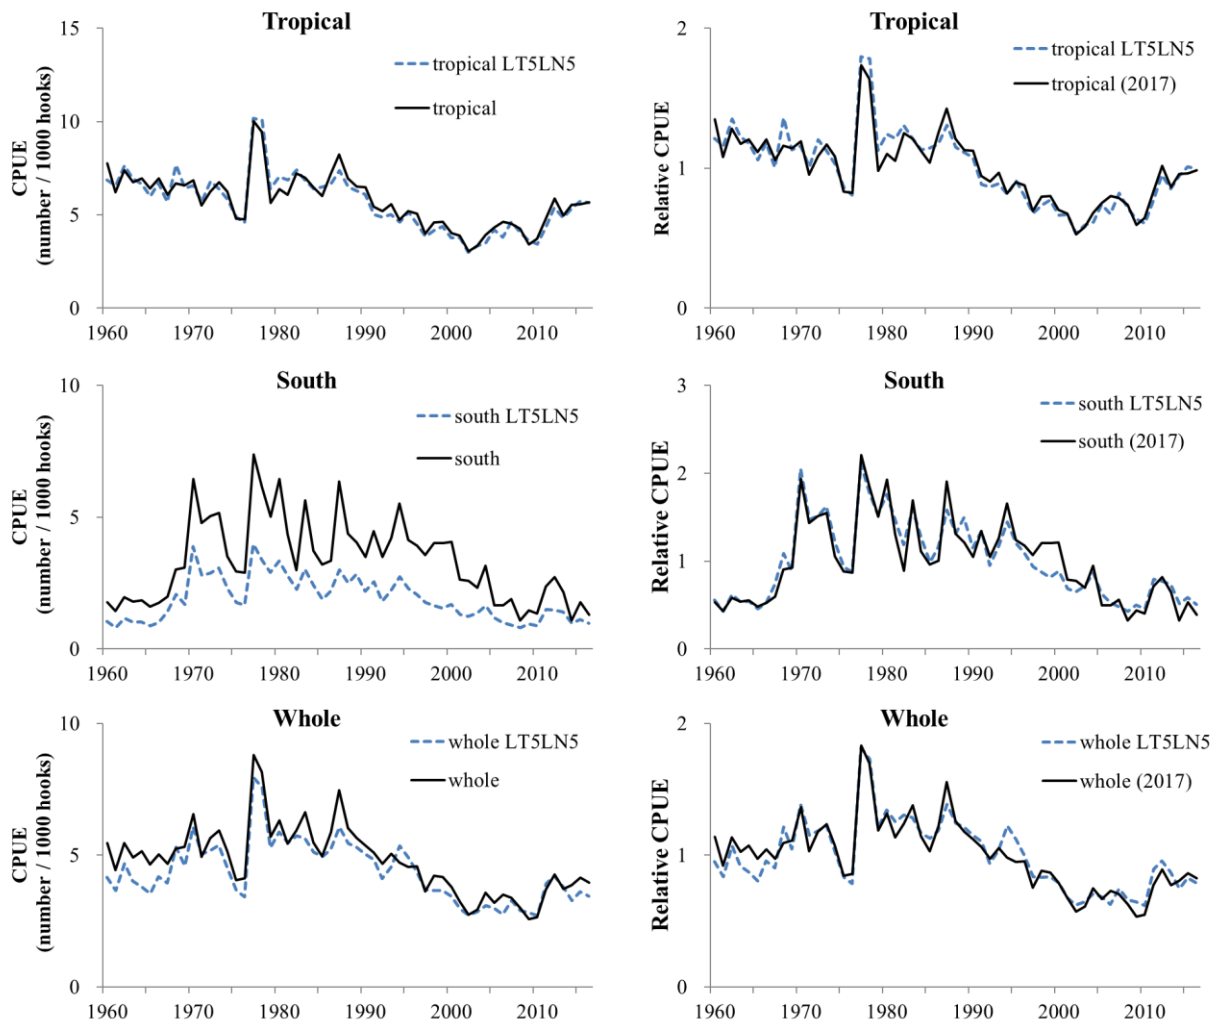 Tropical
CPUE
(number / 1000 hooks)
15
10
5
0
tropical LT5LN5
tropical
1960 1970 1980 1990 2000 2010
Tropical
Relative CPUE
2
1
0
tropical LT5LN5
tropical (2017)
1960 1970 1980 1990 2000 2010
South
CPUE
(number / 1000 hooks)
10
5
0
south LT5LN5
south
1960 1970 1980 1990 2000 2010
South
Relative CPUE
3
2
1
0
south LT5LN5
south (2017)
1960 1970 1980 1990 2000 2010
Whole
CPUE
(number / 1000 hooks)
10
5
0
whole LT5LN5
whole
1960 1970 1980 1990 2000 2010
Whole
Relative CPUE
2
1
0
whole LT5LN5
whole (2017)
1960 1970 1980 1990 2000 2010